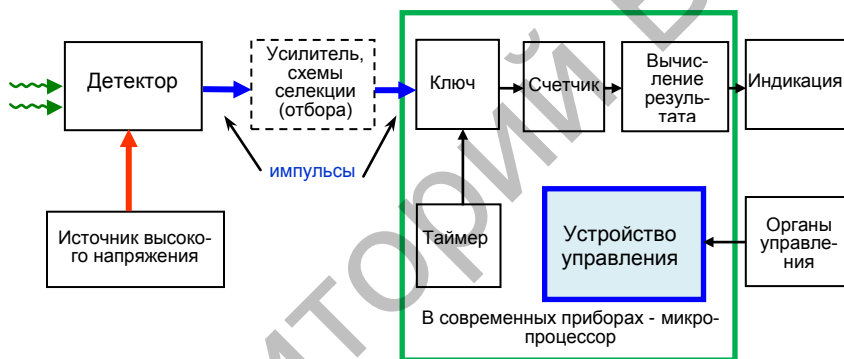 Детектор
Усилитель,
схемы
селекции
(отбора)
Ключ
Счетчик
Вычис-
ление
резуль-
тата
Индикация
импульсы
Источник высоко-
го напряжения
Таймер
Устройство
управления
Органы
управле-
ния
В современных приборах - микро-
процессор